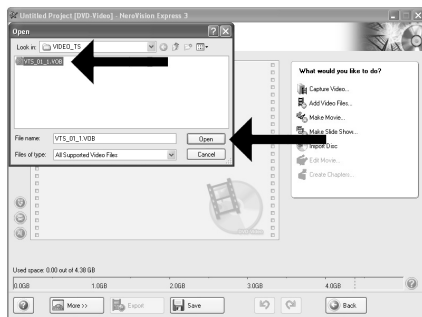 Untitled Project [DVD-Video] - NeroVision Express 3
Open
Look in: VIDEO_TS
VTS_01_1.VOB
File name: VTS_01_1.VOB
Open
Files of type: All Supported Video Files
Cancel
What would you like to do?
Capture Video...
Add Video Files...
Make Movie...
Make Slide Show...
Import Disc
Edit Movie...
Create Chapters...
Used space: 0.00 out of 4.38 GB
0.0GB 1.0GB 2.0GB 3.0GB 4.0GB
More >>
Export
Save
Back